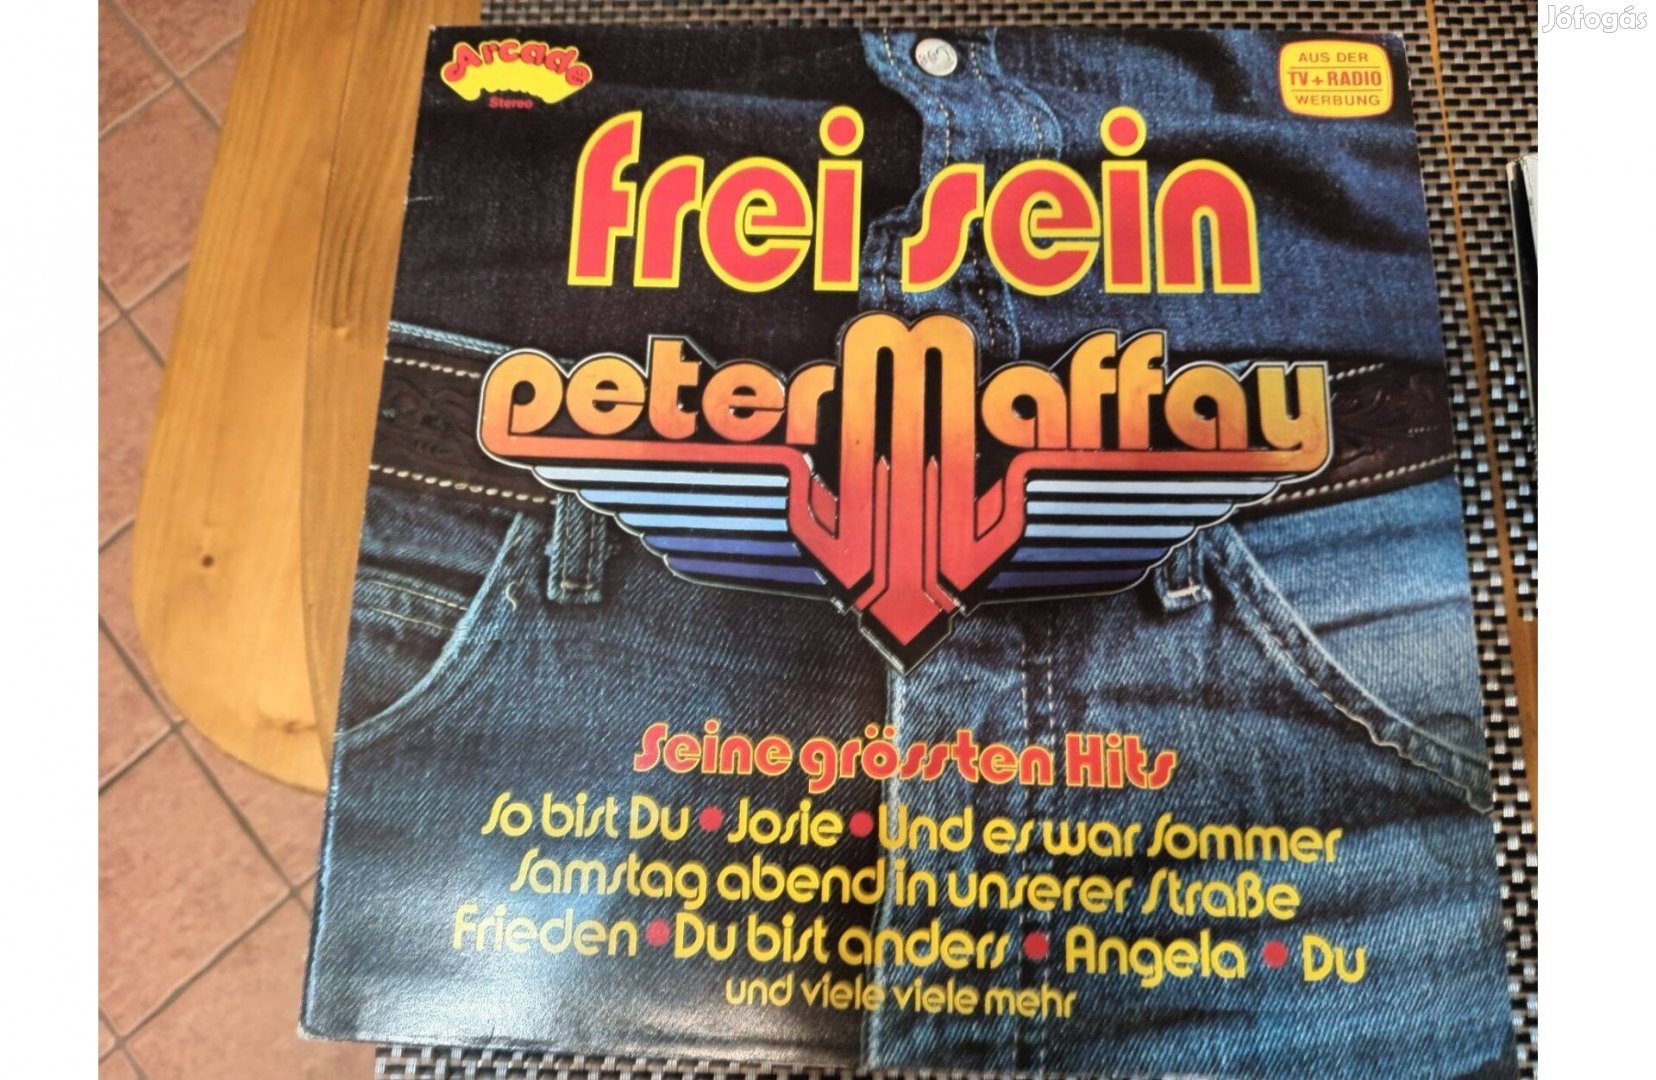 Jófogás
Arcade
Stereo
AUS DER
TV + RADIO
WERBUNG
frei sein
peter Maffay
Seine grössten Hits
So bist Du • Josie • Und es war Sommer
Samstag abend in unserer Straße
Frieden • Du bist anders • Angela • Du
und viele viele mehr